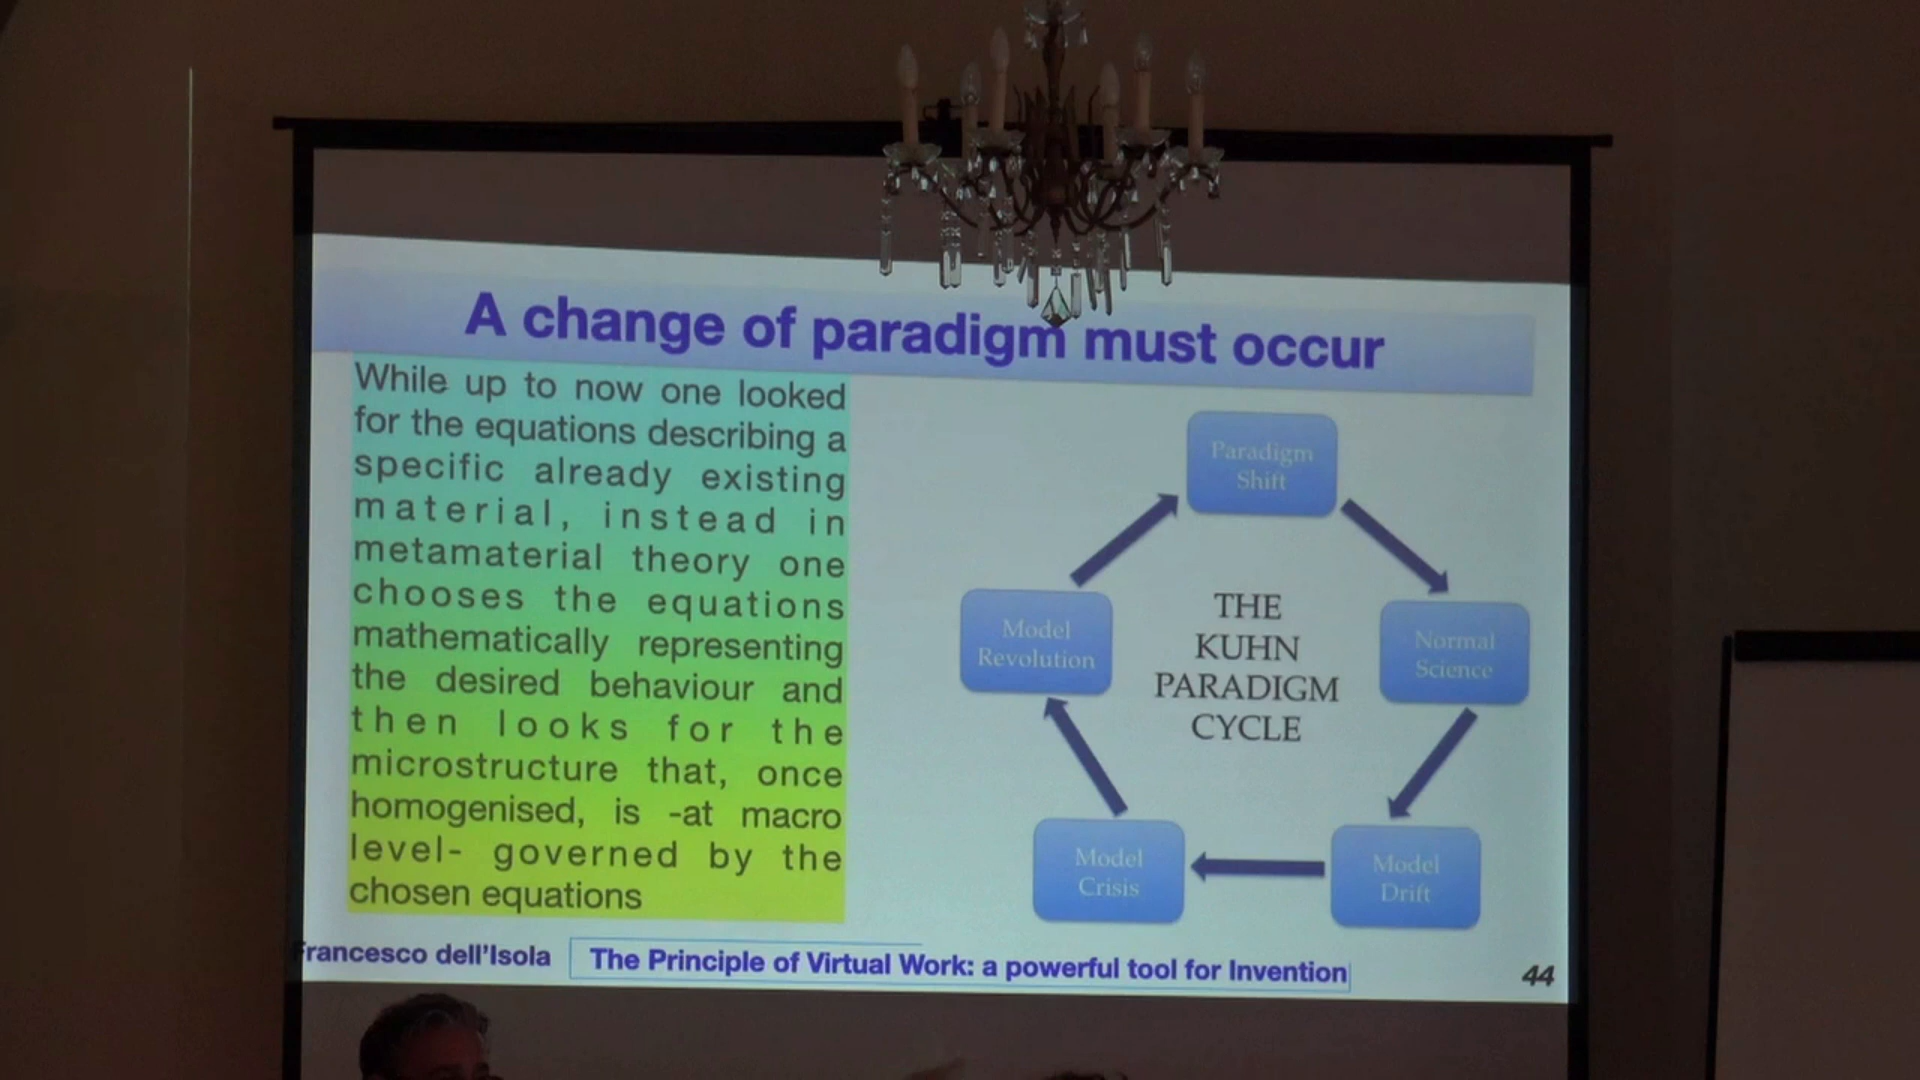 A change of paradigm must occur
While up to now one looked
for the equations describing a
specific already existing
material, instead in
metamaterial theory one
chooses the equations
mathematically representing
the desired behaviour and
then looks for the
microstructure that, once
homogenised, is -at macro
level- governed by the
chosen equations
Paradigm
Shift
Normal
Science
Model
Drift
Model
Crisis
Model
Revolution
THE
KUHN
PARADIGM
CYCLE
Francesco dell'Isola
The Principle of Virtual Work: a powerful tool for Invention
44